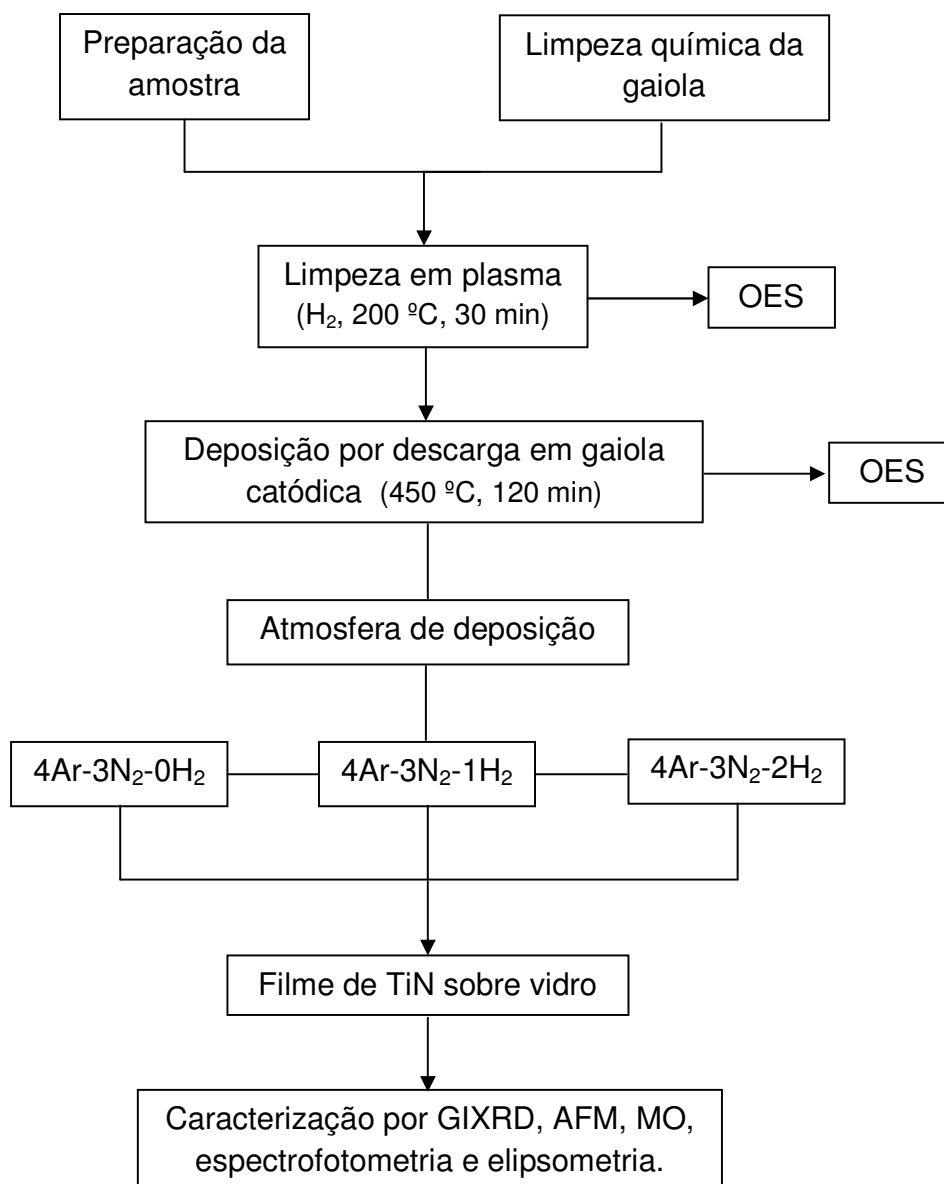 Preparação da
amostra
Limpeza química da
gaiola
Limpeza em plasma
(H₂, 200 ºC, 30 min)
OES
Deposição por descarga em gaiola
catódica (450 ºC, 120 min)
OES
Atmosfera de deposição
4Ar-3N₂-0H₂
4Ar-3N₂-1H₂
4Ar-3N₂-2H₂
Filme de TiN sobre vidro
Caracterização por GIXRD, AFM, MO,
espectrofotometria e elipsometria.